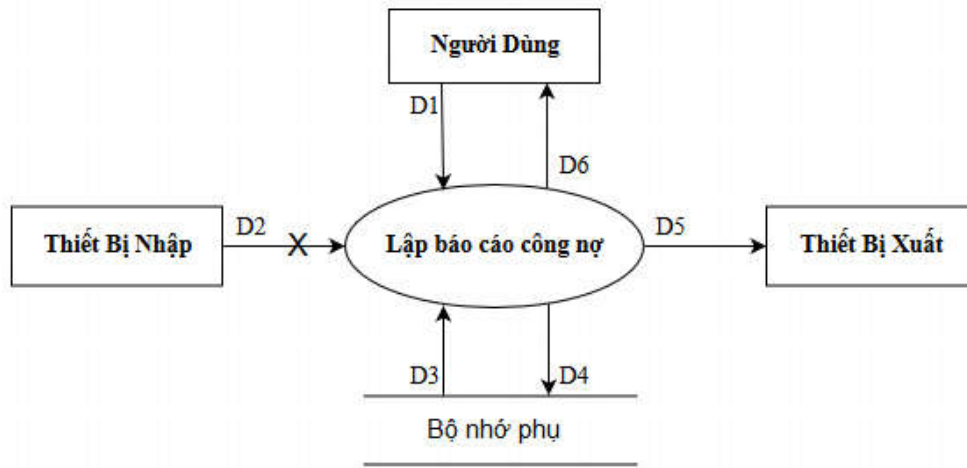 Người Dùng
D1
D6
Thiết Bị Nhập
D2
X
Lập báo cáo công nợ
D5
Thiết Bị Xuất
D3
D4
Bộ nhớ phụ